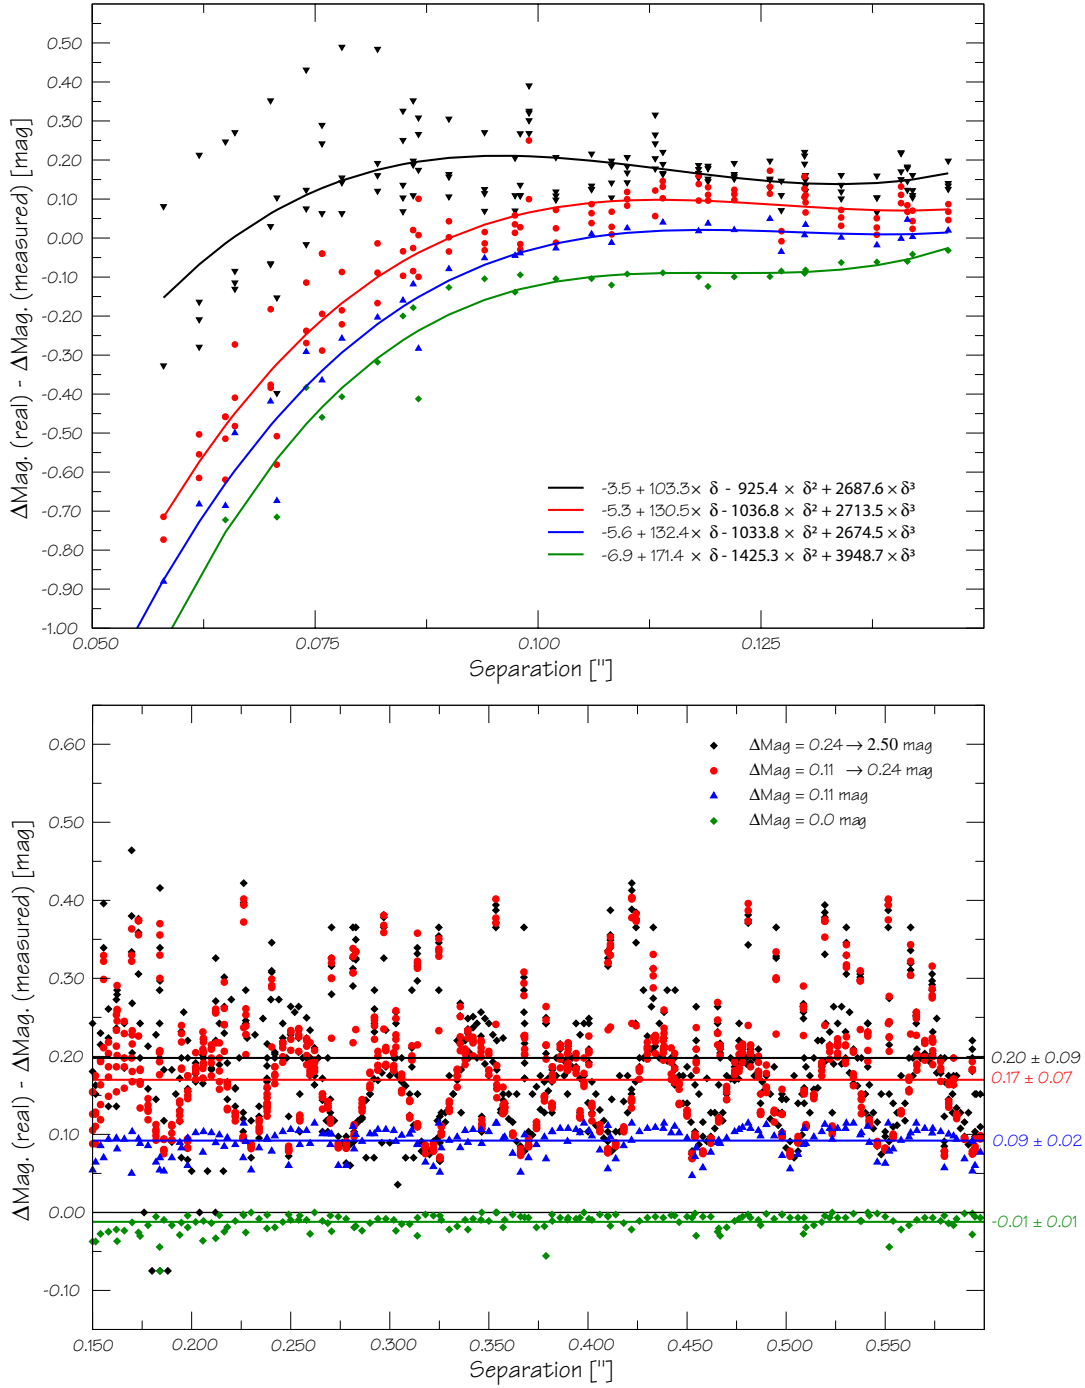 0.50
0.40
0.30
0.20
0.10
0.00
-0.10
-0.20
-0.30
-0.40
-0.50
-0.60
-0.70
-0.80
-0.90
-1.00
ΔMag. (real) - ΔMag. (measured) [mag]
-3.5 + 103.3 × δ - 925.4 × δ² + 2687.6 × δ³
-5.3 + 130.5 × δ - 1036.8 × δ² + 2713.5 × δ³
-5.6 + 132.4 × δ - 1033.8 × δ² + 2674.5 × δ³
-6.9 + 171.4 × δ - 1425.3 × δ² + 3948.7 × δ³
0.050 0.075 0.100 0.125
Separation ["]
0.60
0.50
0.40
0.30
0.20
0.10
0.00
-0.10
ΔMag. (real) - ΔMag. (measured) [mag]
ΔMag = 0.24 → 2.50 mag
ΔMag = 0.11 → 0.24 mag
ΔMag = 0.11 mag
ΔMag = 0.0 mag
0.20 ± 0.09
0.17 ± 0.07
0.09 ± 0.02
-0.01 ± 0.01
0.150 0.200 0.250 0.300 0.350 0.400 0.450 0.500 0.550
Separation ["]